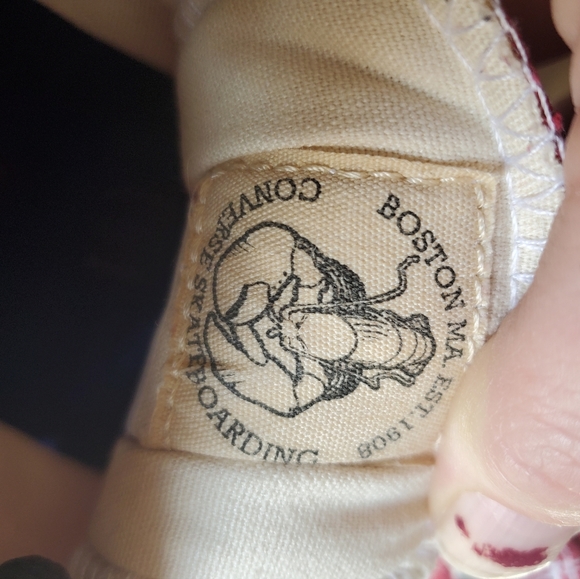 CONVERSE SKATEBOARDING
BOSTON MA. EST. 1908